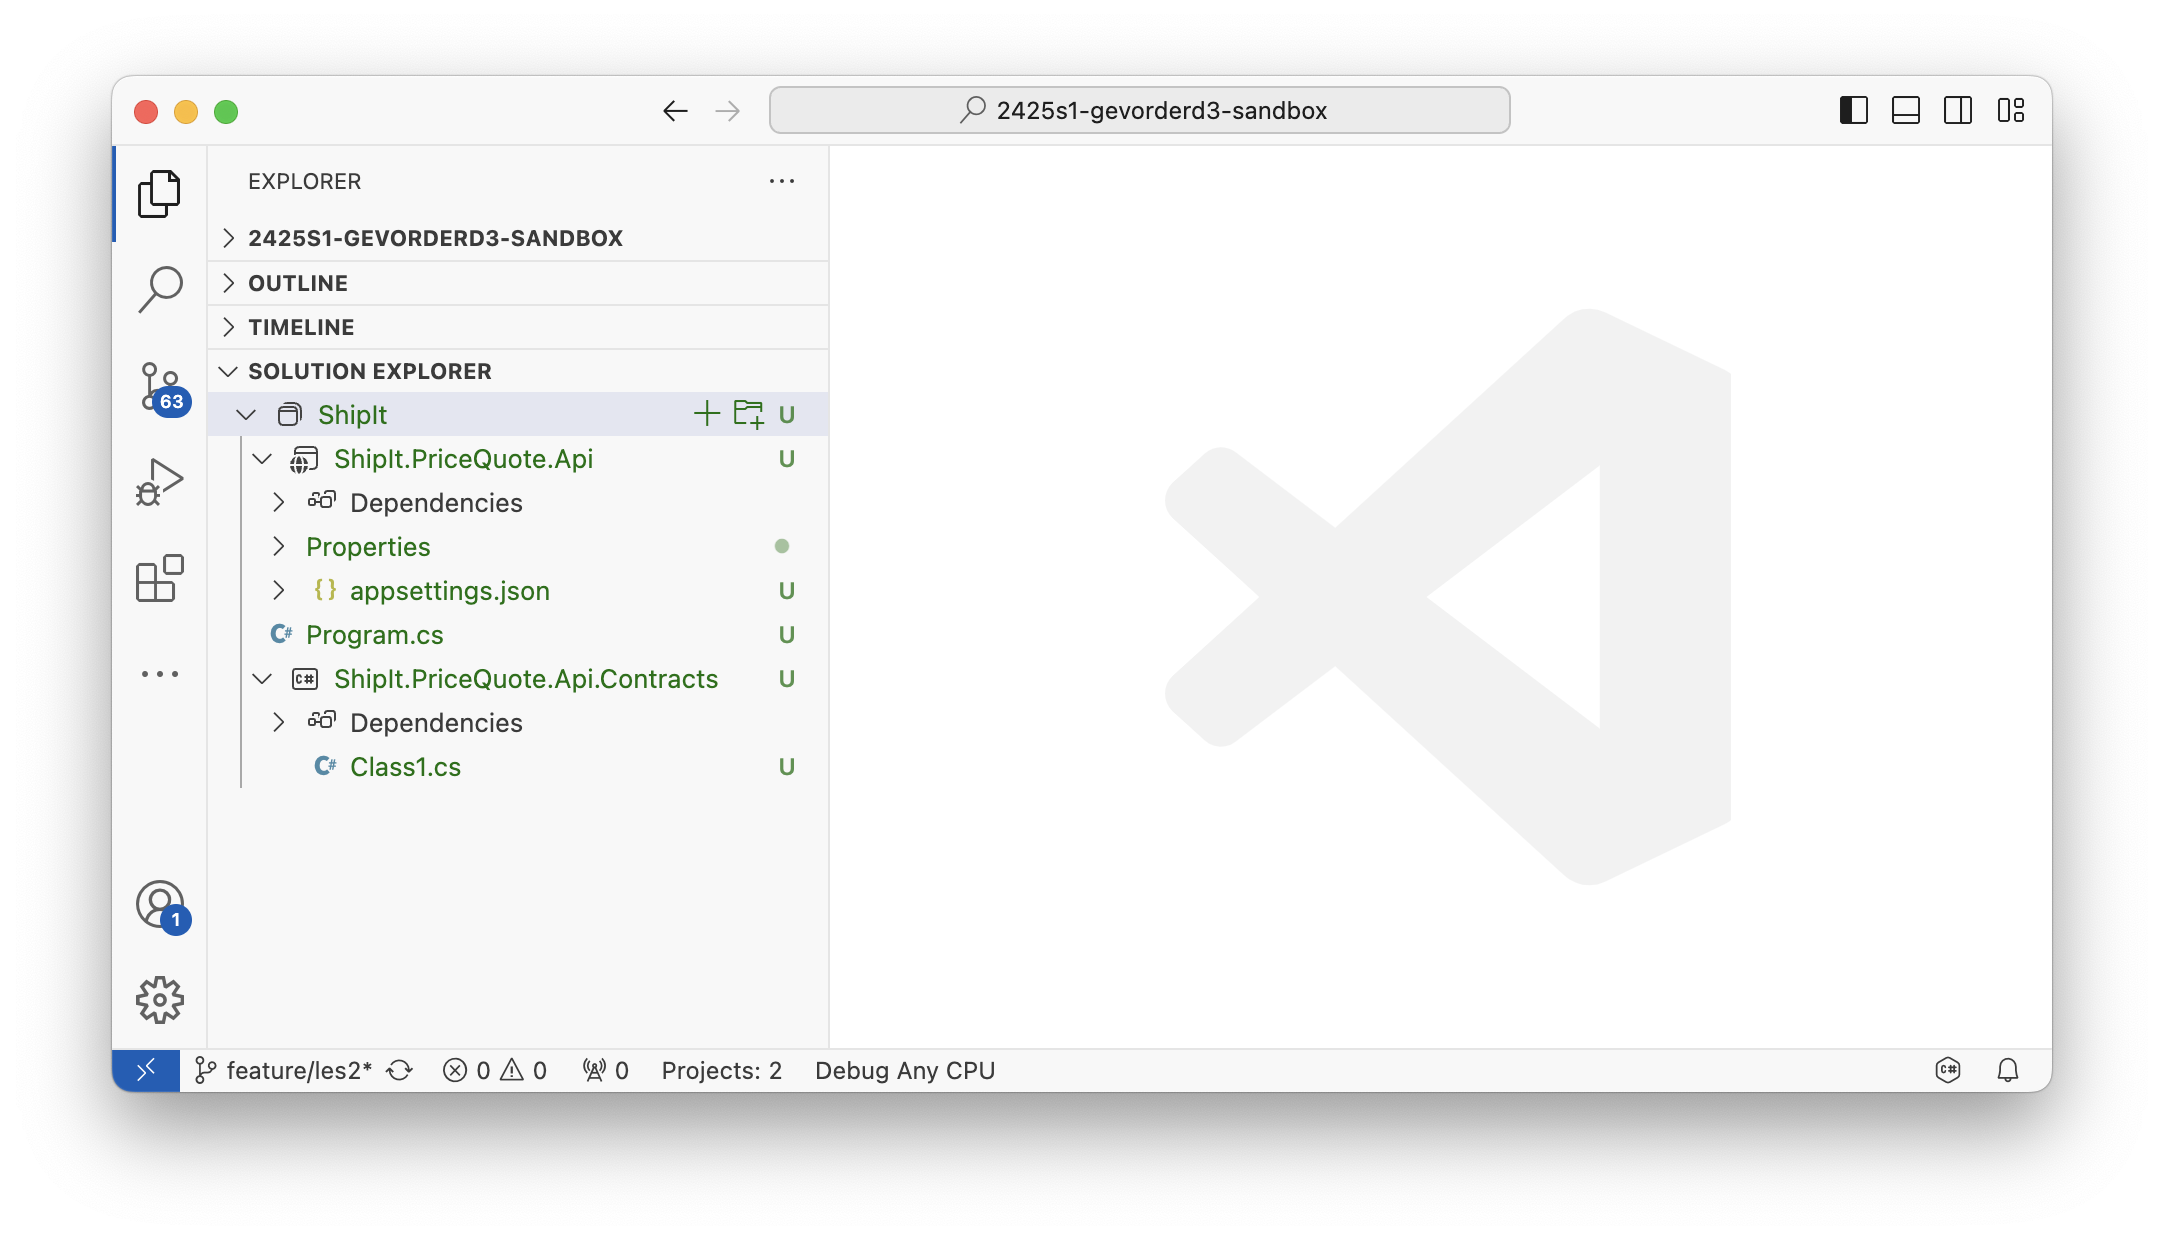 2425s1-gevorderd3-sandbox
EXPLORER
2425S1-GEVORDERD3-SANDBOX
OUTLINE
TIMELINE
SOLUTION EXPLORER
ShipIt U
ShipIt.PriceQuote.Api U
Dependencies
Properties
{} appsettings.json U
C# Program.cs U
C# ShipIt.PriceQuote.Api.Contracts U
Dependencies
C# Class1.cs U
63
1
feature/les2* 0 0 0 Projects: 2 Debug Any CPU C#